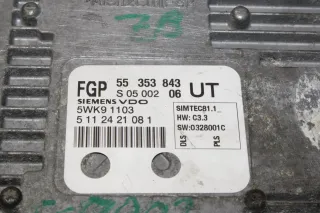 FGP 55 353 843 UT
S 05 002 06
SIEMENS VDO
5WK9 1103
5 11 24 21 08 1
SIMTEC81.1
HW: C3.3
SW:0328001C
DLS
PLS